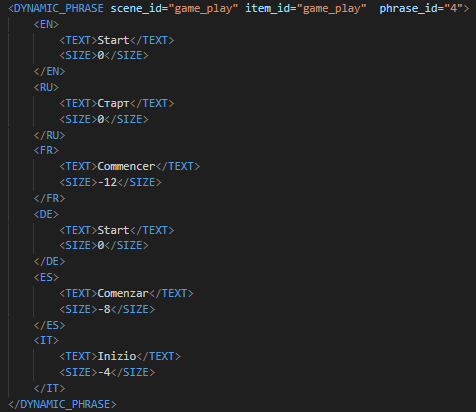 <DYNAMIC_PHRASE scene_id="game_play" item_id="game_play"  phrase_id="4">
    <EN>
        <TEXT>Start</TEXT>
        <SIZE>0</SIZE>
    </EN>
    <RU>
        <TEXT>Старт</TEXT>
        <SIZE>0</SIZE>
    </RU>
    <FR>
        <TEXT>Commencer</TEXT>
        <SIZE>-12</SIZE>
    </FR>
    <DE>
        <TEXT>Start</TEXT>
        <SIZE>0</SIZE>
    </DE>
    <ES>
        <TEXT>Comenzar</TEXT>
        <SIZE>-8</SIZE>
    </ES>
    <IT>
        <TEXT>Inizio</TEXT>
        <SIZE>-4</SIZE>
    </IT>
</DYNAMIC_PHRASE>